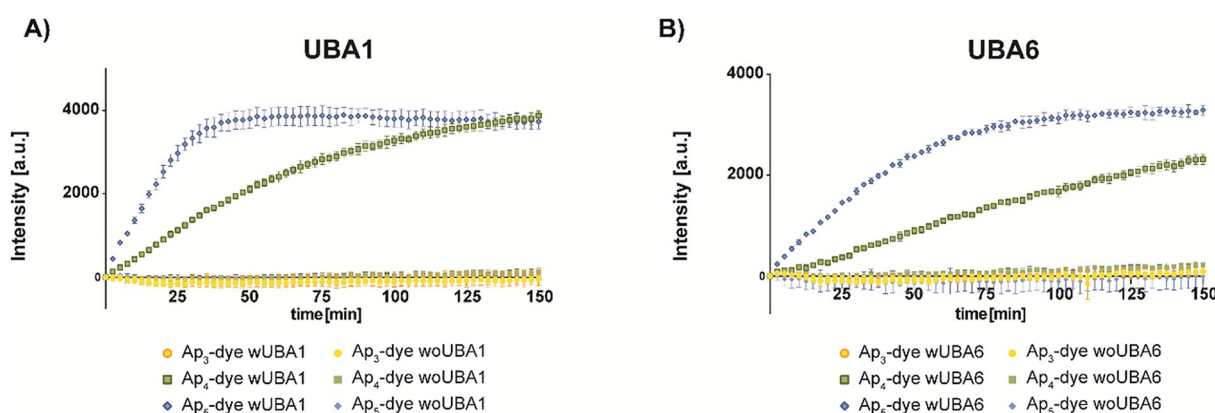 A)
UBA1
4000
2000
0
25 50 75 100 125 150
Intensity [a.u.]
time[min]
Ap3-dye wUBA1 Ap3-dye woUBA1
Ap4-dye wUBA1 Ap4-dye woUBA1
Ap5-dye wUBA1 Ap5-dye woUBA1
B)
UBA6
4000
2000
0
25 50 75 100 125 150
Intensity [a.u.]
time[min]
Ap3-dye wUBA6 Ap3-dye woUBA6
Ap4-dye wUBA6 Ap4-dye woUBA6
Ap5-dye wUBA6 Ap5-dye woUBA6